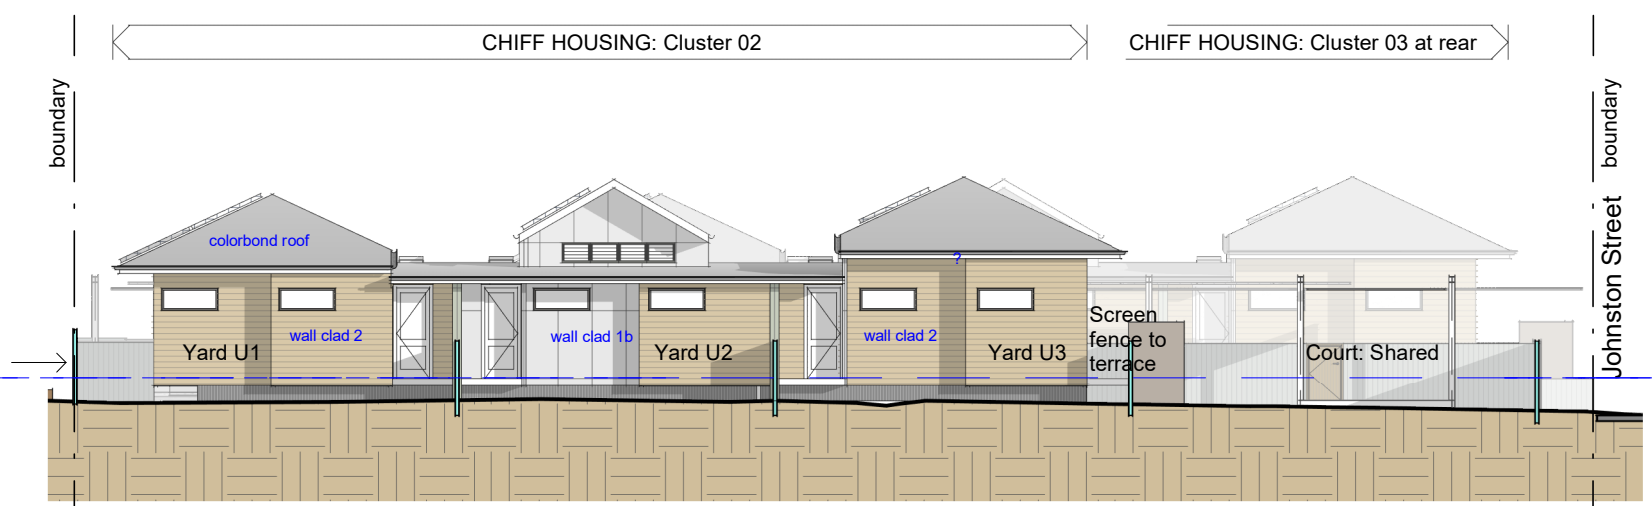 CHIFF HOUSING: Cluster 02
CHIFF HOUSING: Cluster 03 at rear
boundary
boundary
Johnston Street
colorbond roof
?
wall clad 2
wall clad 1b
wall clad 2
Yard U1
Yard U2
Yard U3
Screen
fence to
terrace
Court: Shared